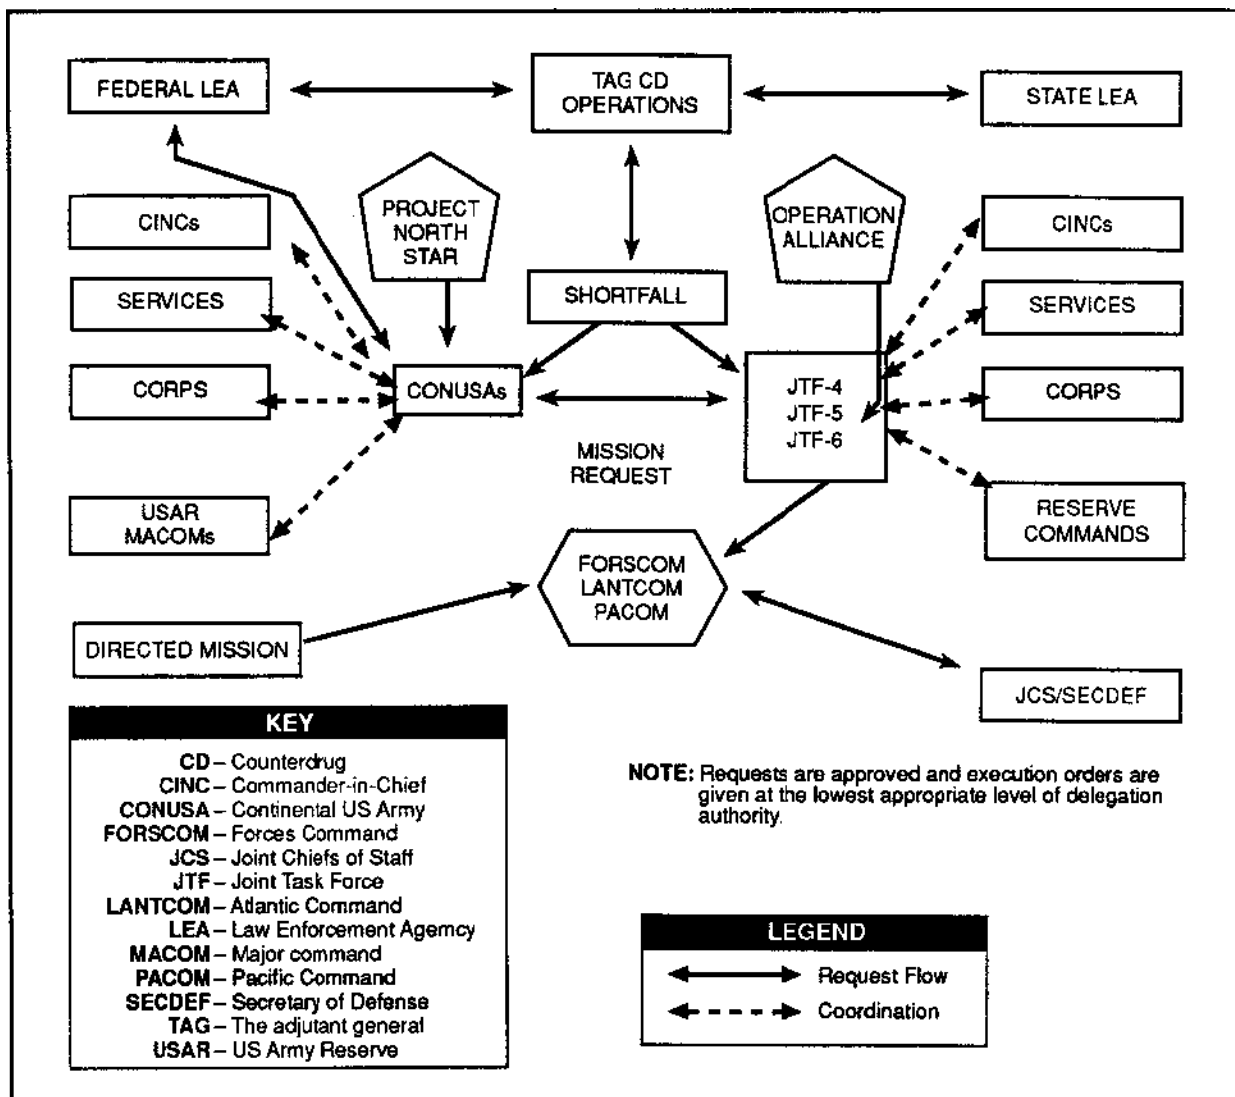 FEDERAL LEA
TAG CD
OPERATIONS
STATE LEA
CINCs
PROJECT
NORTH
STAR
OPERATION
ALLIANCE
CINCs
SERVICES
SHORTFALL
SERVICES
CORPS
CONUSAs
JTF-4
JTF-5
JTF-6
CORPS
MISSION
REQUEST
USAR
MACOMs
RESERVE
COMMANDS
FORSCOM
LANTCOM
PACOM
DIRECTED MISSION
JCS/SECDEF
KEY
CD – Counterdrug
CINC – Commander-in-Chief
CONUSA – Continental US Army
FORSCOM – Forces Command
JCS – Joint Chiefs of Staff
JTF – Joint Task Force
LANTCOM – Atlantic Command
LEA – Law Enforcement Agemcy
MACOM – Major command
PACOM – Pacific Command
SECDEF – Secretary of Defense
TAG – The adjutant general
USAR – US Army Reserve
NOTE: Requests are approved and execution orders are
given at the lowest appropriate level of delegation
authority.
LEGEND
Request Flow
Coordination